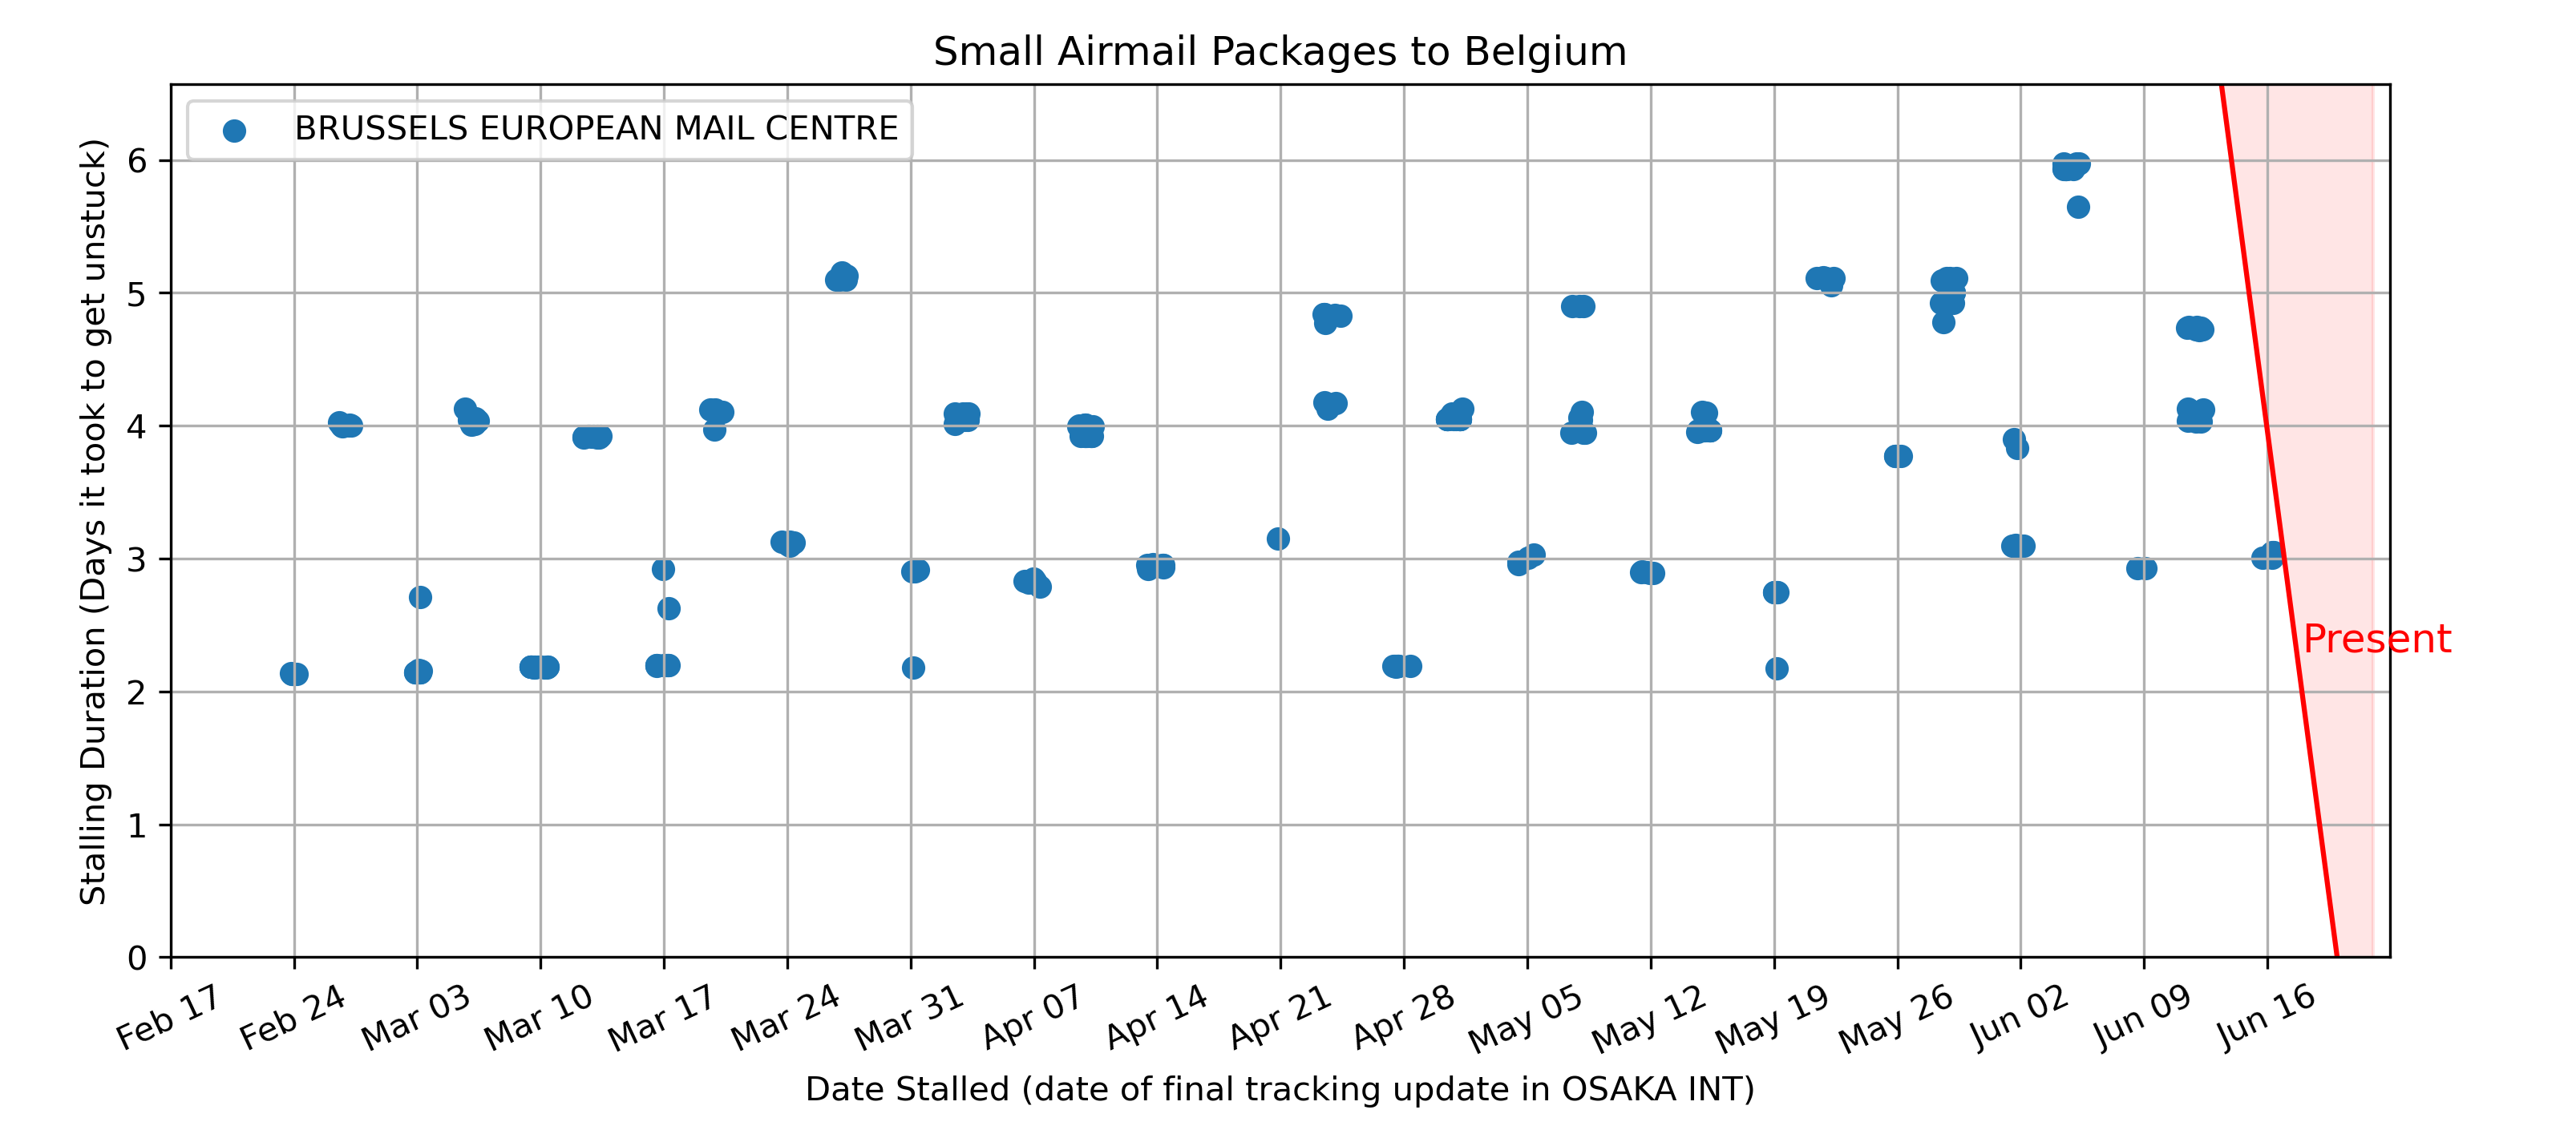 Small Airmail Packages to Belgium
BRUSSELS EUROPEAN MAIL CENTRE
Stalling Duration (Days it took to get unstuck)
6
5
4
3
2
1
0
Present
Feb 17
Feb 24
Mar 03
Mar 10
Mar 17
Mar 24
Mar 31
Apr 07
Apr 14
Apr 21
Apr 28
May 05
May 12
May 19
May 26
Jun 02
Jun 09
Jun 16
Date Stalled (date of final tracking update in OSAKA INT)